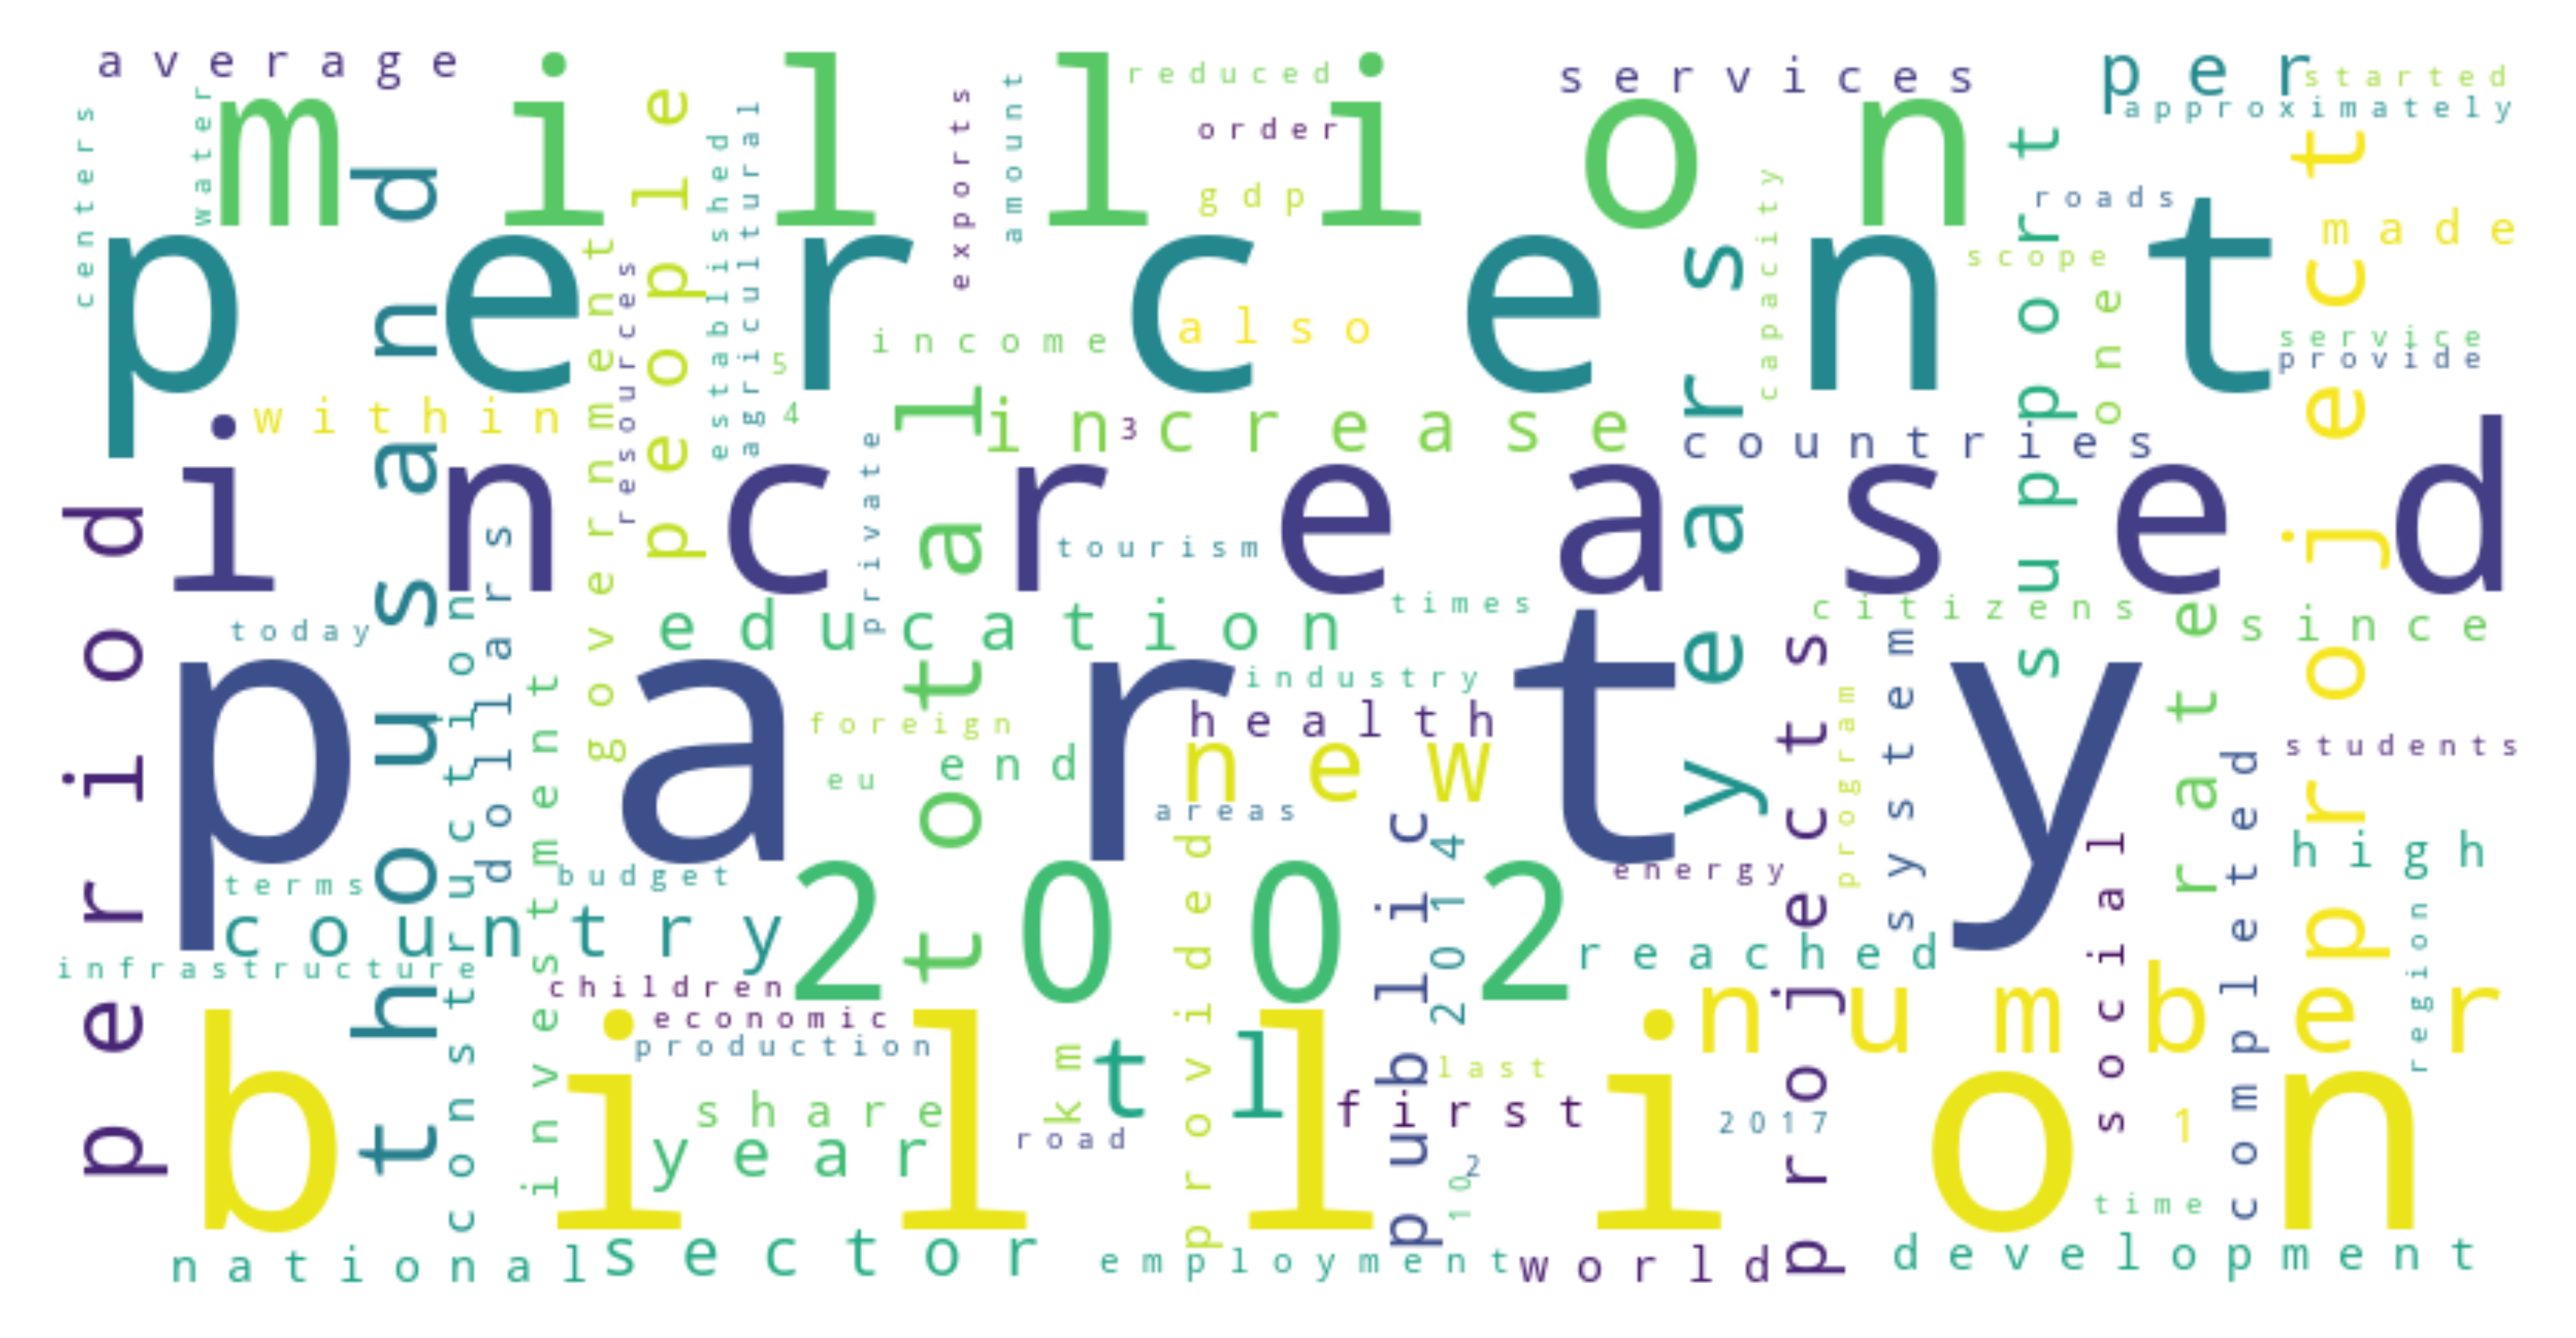 average
services
per
started
reduced
approximately
million
centers
water
people
exports
amount
order
gdp
established
agricultural
thousand
capacity
roads
support
made
project
percent
scope
one
government
resources
income
also
5
service
provide
years
within
4
total
increase
3
countries
private
increased
period
dollars
tourism
times
citizens
since
rate
today
education
construction
investment
industry
projects
system
program
party
foreign
health
students
end
new
eu
areas
completed
public
2014
provided
social
high
terms
budget
energy
country
2002
reached
region
infrastructure
children
number
economic
production
km
tl
last
billion
share
first
road
2017
1
year
2
10
time
national
sector
employment
world
development